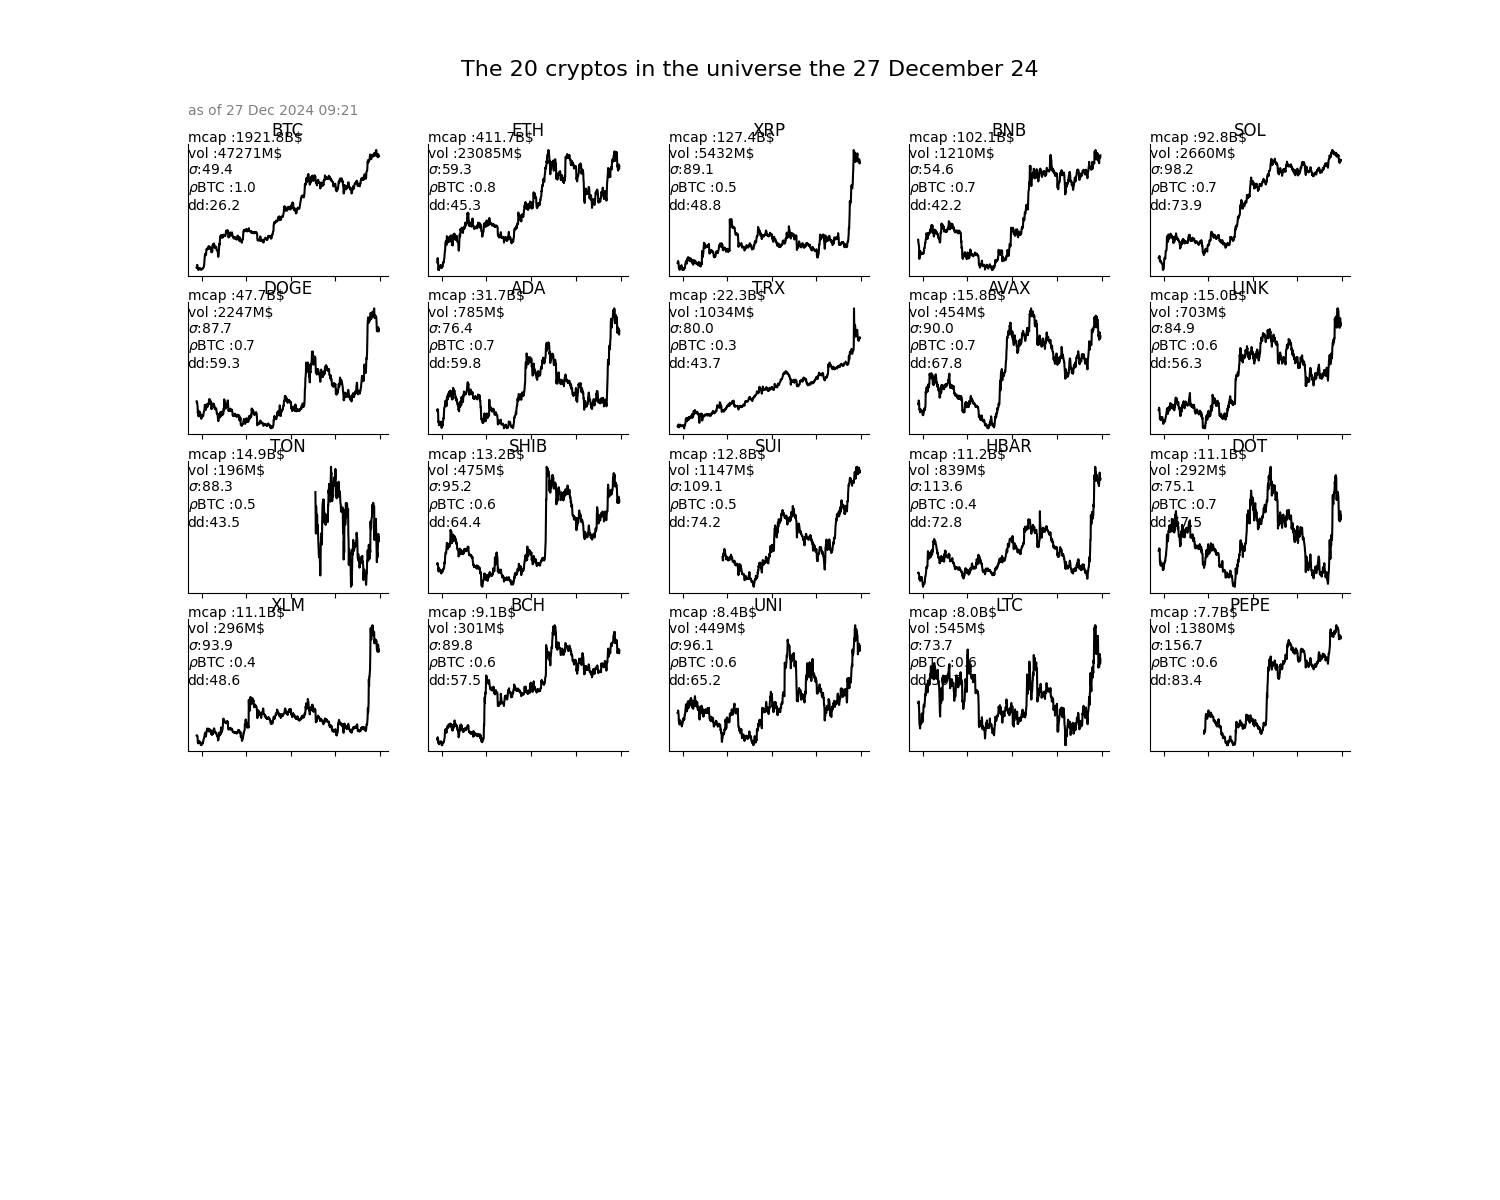 The 20 cryptos in the universe the 27 December 24
as of 27 Dec 2024 09:21
BTC
mcap :1921.8B$
vol :47271M$
σ:49.4
ρBTC :1.0
dd:26.2
ETH
mcap :411.7B$
vol :23085M$
σ:59.3
ρBTC :0.8
dd:45.3
XRP
mcap :127.4B$
vol :5432M$
σ:89.1
ρBTC :0.5
dd:48.8
BNB
mcap :102.1B$
vol :1210M$
σ:54.6
ρBTC :0.7
dd:42.2
SOL
mcap :92.8B$
vol :2660M$
σ:98.2
ρBTC :0.7
dd:73.9
DOGE
mcap :47.7B$
vol :2247M$
σ:87.7
ρBTC :0.7
dd:59.3
ADA
mcap :31.7B$
vol :785M$
σ:76.4
ρBTC :0.7
dd:59.8
TRX
mcap :22.3B$
vol :1034M$
σ:80.0
ρBTC :0.3
dd:43.7
AVAX
mcap :15.8B$
vol :454M$
σ:90.0
ρBTC :0.7
dd:67.8
LINK
mcap :15.0B$
vol :703M$
σ:84.9
ρBTC :0.6
dd:56.3
TON
mcap :14.9B$
vol :196M$
σ:88.3
ρBTC :0.5
dd:43.5
SHIB
mcap :13.2B$
vol :475M$
σ:95.2
ρBTC :0.6
dd:64.4
SUI
mcap :12.8B$
vol :1147M$
σ:109.1
ρBTC :0.5
dd:74.2
HBAR
mcap :11.2B$
vol :839M$
σ:113.6
ρBTC :0.4
dd:72.8
DOT
mcap :11.1B$
vol :292M$
σ:75.1
ρBTC :0.7
XLM
mcap :11.1B$
vol :296M$
σ:93.9
ρBTC :0.4
dd:48.6
BCH
mcap :9.1B$
vol :301M$
σ:89.8
ρBTC :0.6
dd:57.5
UNI
mcap :8.4B$
vol :449M$
σ:96.1
ρBTC :0.6
dd:65.2
LTC
mcap :8.0B$
vol :545M$
σ:73.7
ρBTC :0.6
PEPE
mcap :7.7B$
vol :1380M$
σ:156.7
ρBTC :0.6
dd:83.4